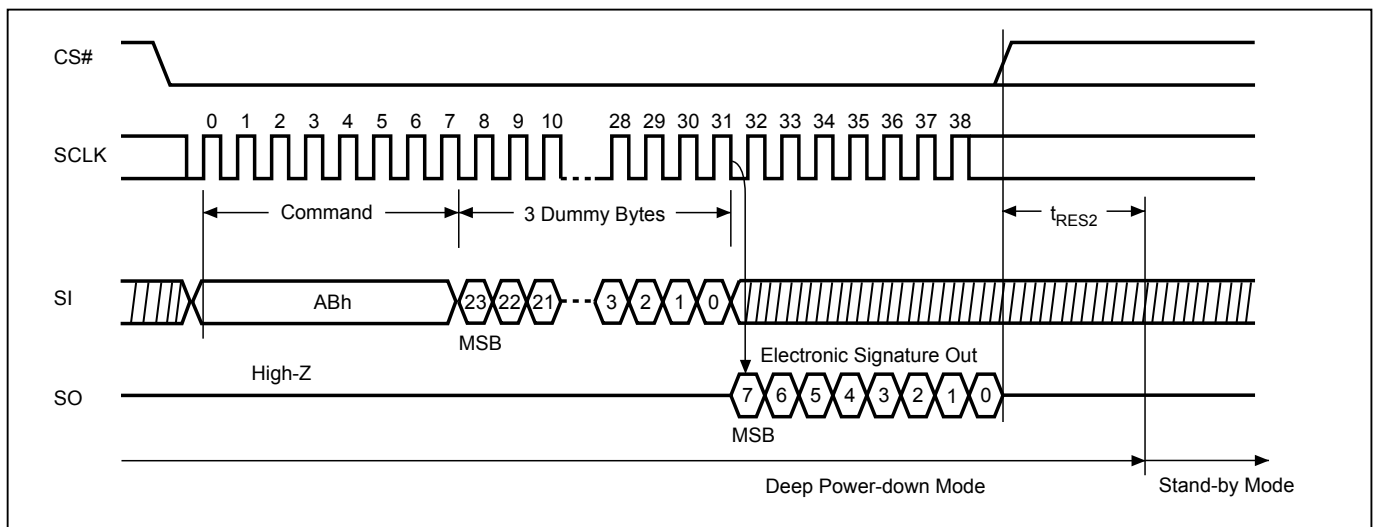 CS#
0 1 2 3 4 5 6 7 8 9 10 28 29 30 31 32 33 34 35 36 37 38
SCLK
Command
3 Dummy Bytes
tRES2
SI
ABh
23 22 21 3 2 1 0
MSB
Electronic Signature Out
High-Z
SO
7 6 5 4 3 2 1 0
MSB
Deep Power-down Mode
Stand-by Mode